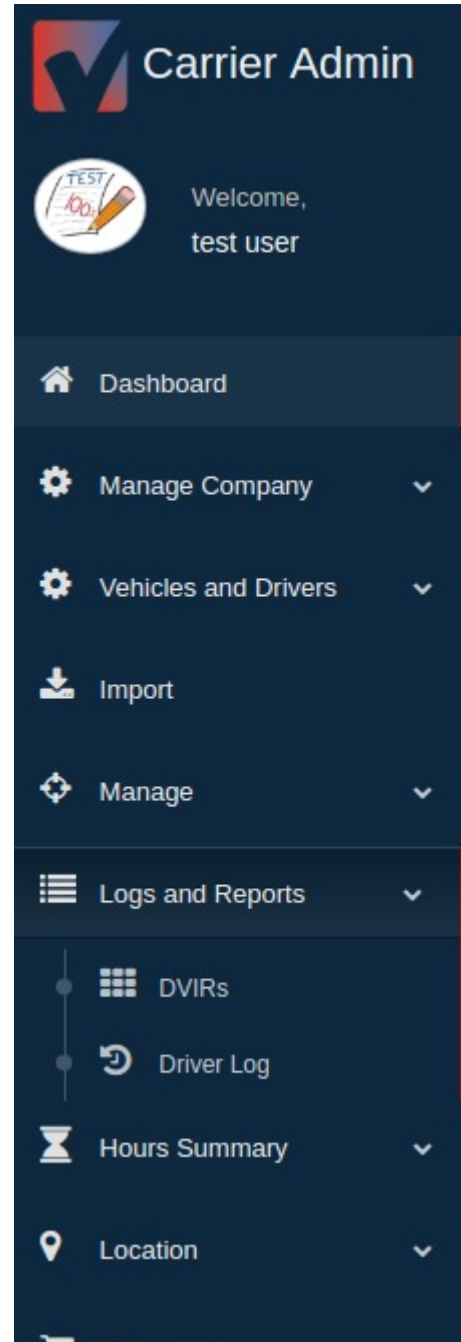 Carrier Admin
TEST
100%
Welcome,
test user
Dashboard
Manage Company
Vehicles and Drivers
Import
Manage
Logs and Reports
DVIRs
Driver Log
Hours Summary
Location